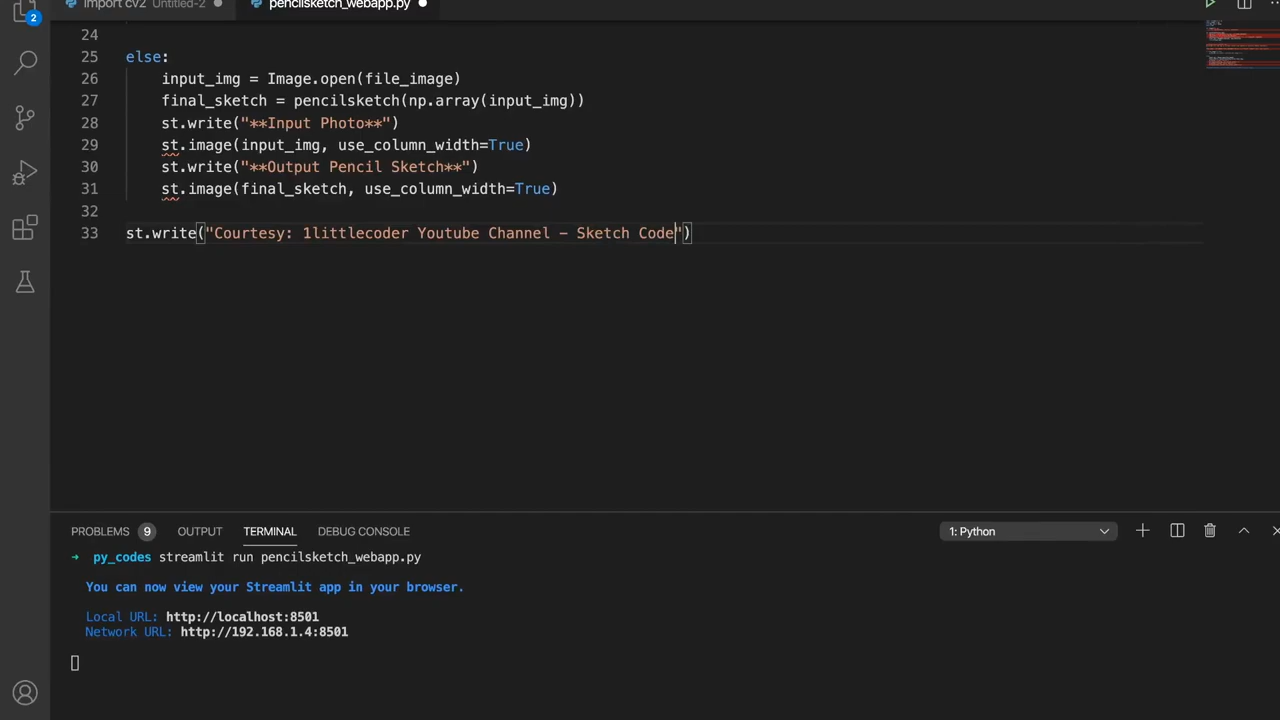 import cv2 Untitled-2 pencilsketch_webapp.py
2
24
25 else:
26 input_img = Image.open(file_image)
27 final_sketch = pencilsketch(np.array(input_img))
28 st.write("**Input Photo**")
29 st.image(input_img, use_column_width=True)
30 st.write("**Output Pencil Sketch**")
31 st.image(final_sketch, use_column_width=True)
32
33 st.write("Courtesy: 1littlecoder Youtube Channel - Sketch Code")
PROBLEMS 9 OUTPUT TERMINAL DEBUG CONSOLE 1: Python
➜ py_codes streamlit run pencilsketch_webapp.py
You can now view your Streamlit app in your browser.
Local URL: http://localhost:8501
Network URL: http://192.168.1.4:8501